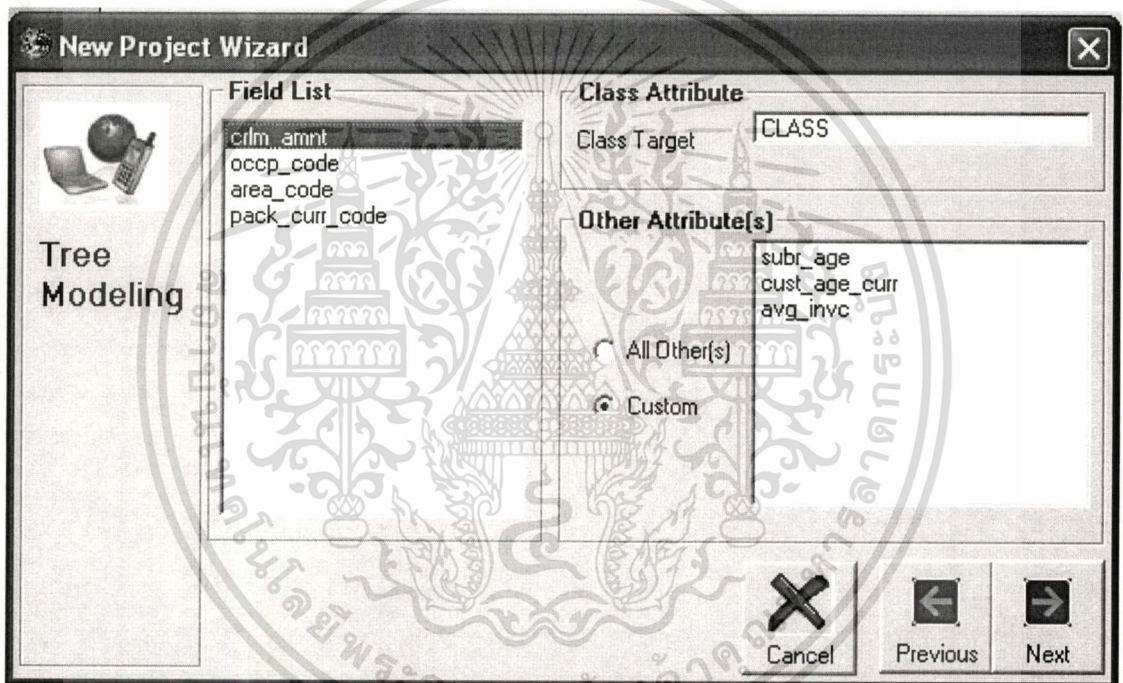 New Project Wizard
Tree
Modeling
Field List
crlm_amnt
occp_code
area_code
pack_curr_code
Class Attribute
Class Target
CLASS
Other Attribute(s)
All Other(s)
Custom
subr_age
cust_age_curr
avg_invc
Cancel
Previous
Next